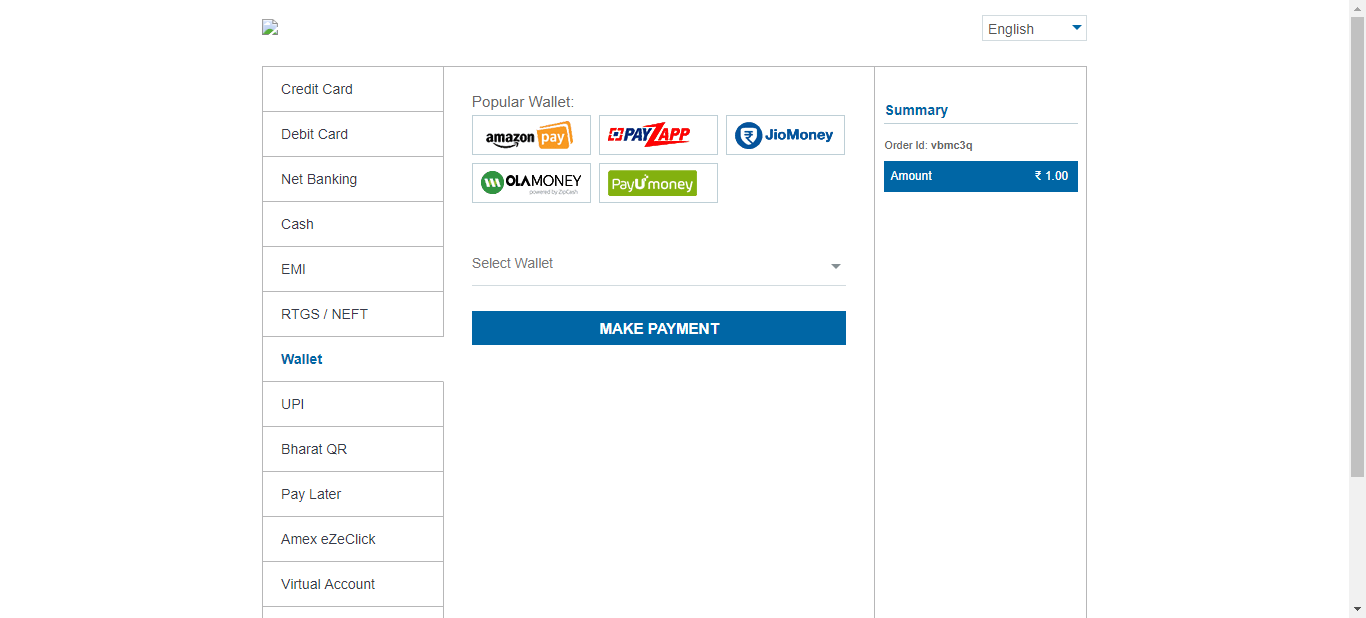 English
Credit Card
Debit Card
Net Banking
Cash
EMI
RTGS / NEFT
Wallet
UPI
Bharat QR
Pay Later
Amex eZeClick
Virtual Account
Popular Wallet:
amazon pay
PAYZAPP
JioMoney
OLAMONEY
powered by ZipCash
PayUmoney
Select Wallet
MAKE PAYMENT
Summary
Order Id: vbmc3q
Amount ₹ 1.00